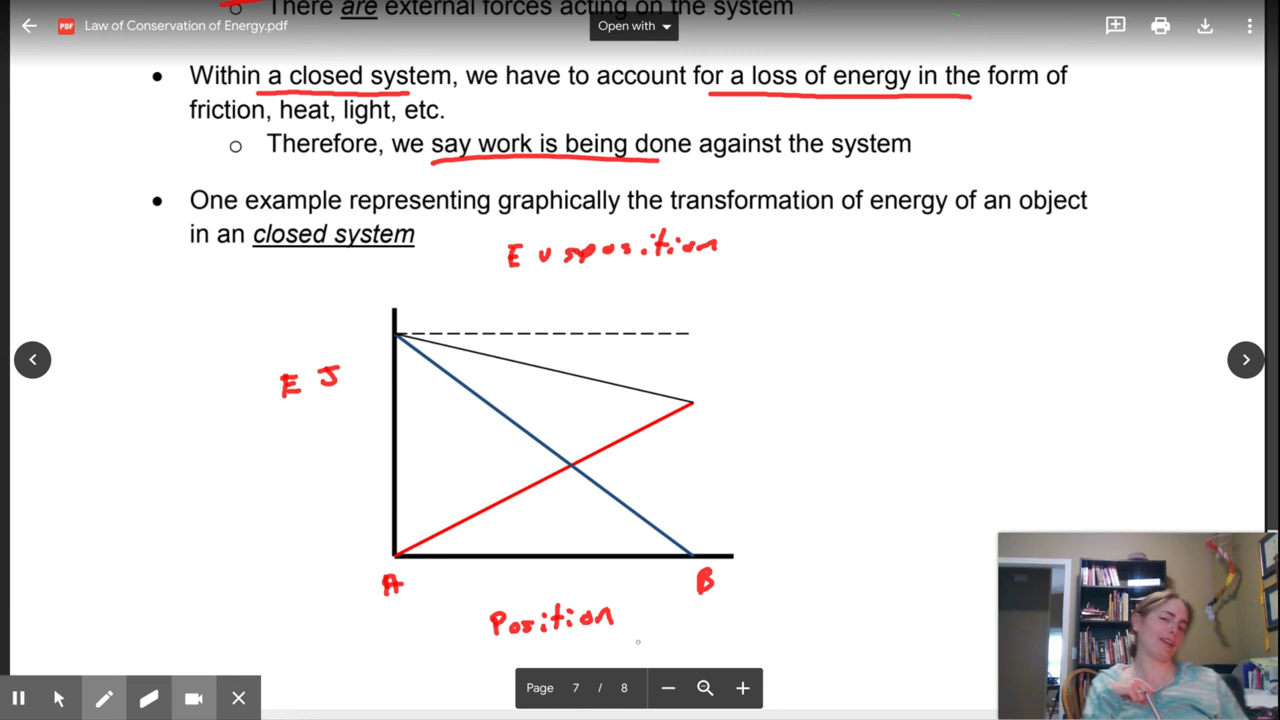 o There are external forces acting on the system
Law of Conservation of Energy.pdf
Open with
• Within a closed system, we have to account for a loss of energy in the form of
friction, heat, light, etc.
o Therefore, we say work is being done against the system
• One example representing graphically the transformation of energy of an object
in an closed system
E vs position
E J
A B
Position
Page 7 / 8